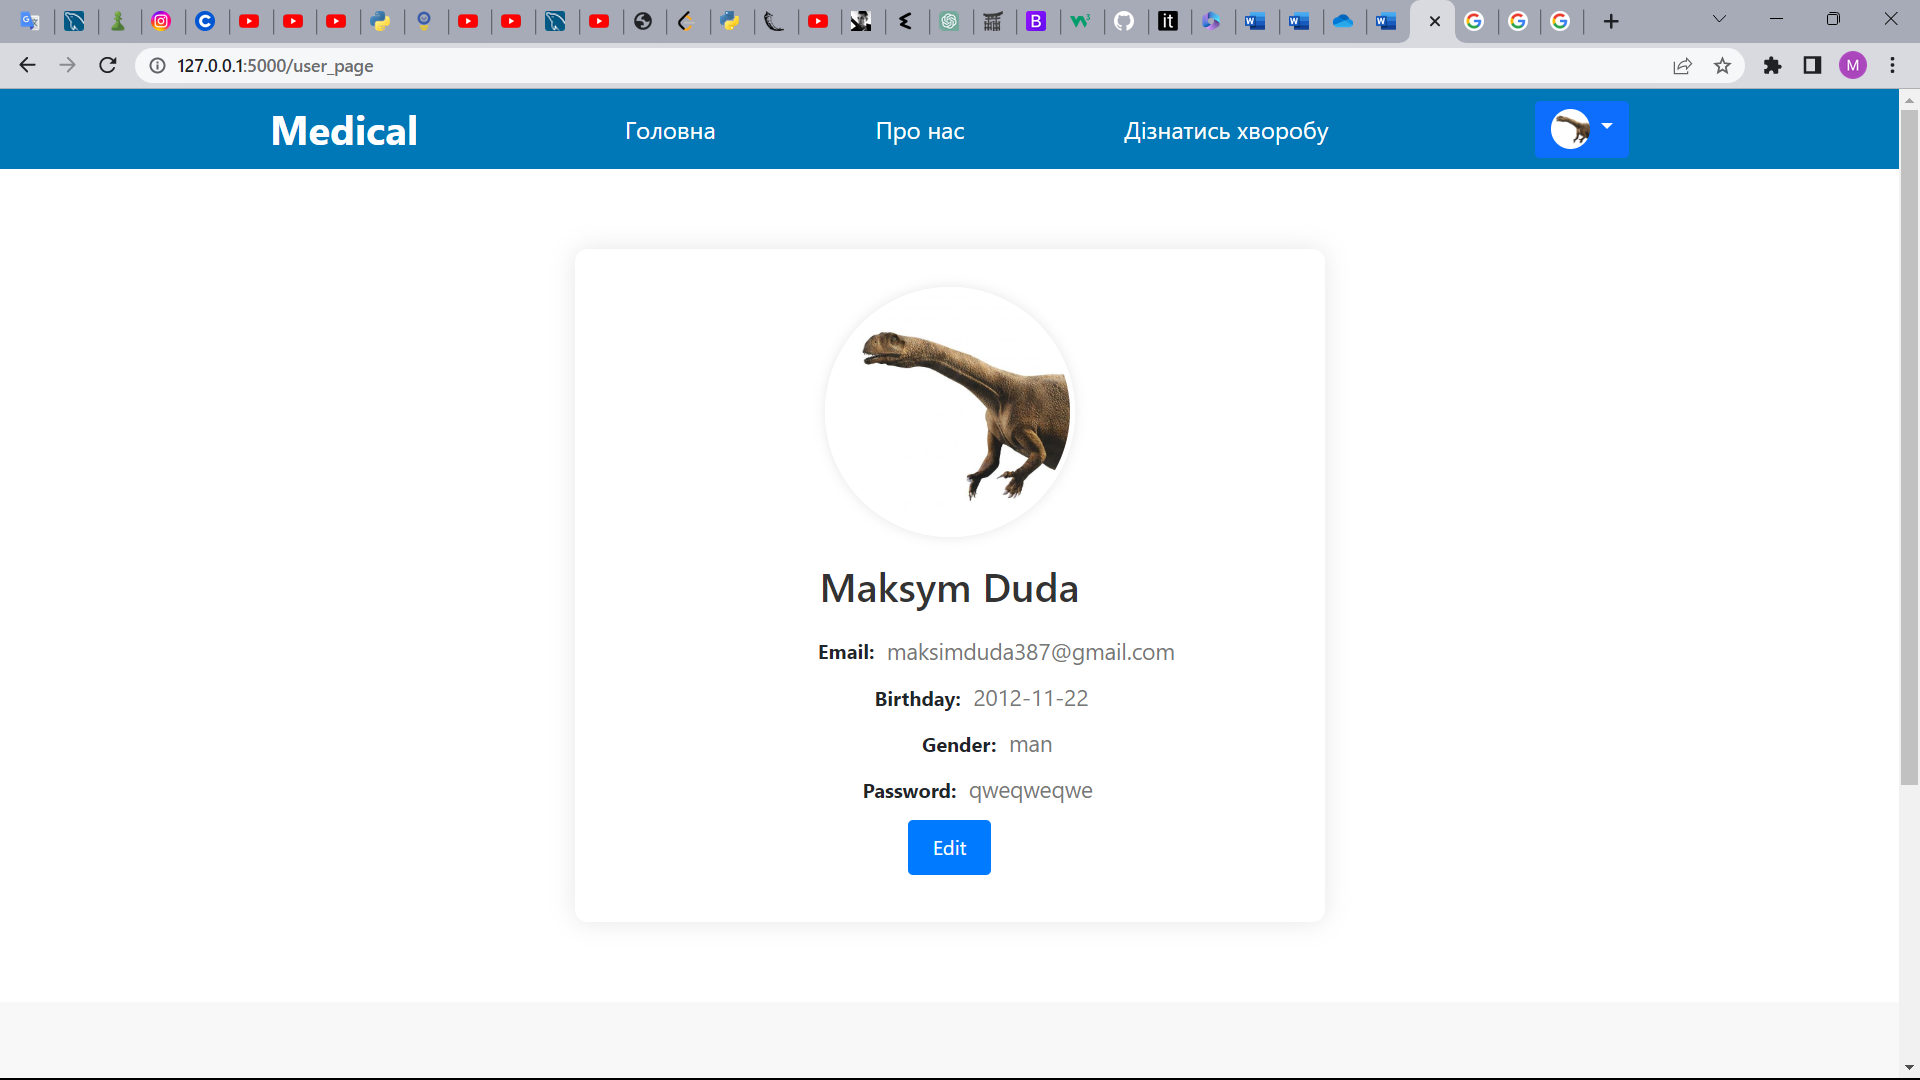 127.0.0.1:5000/user_page
M
Medical
Головна
Про нас
Дізнатись хворобу
Maksym Duda
Email: maksimduda387@gmail.com
Birthday: 2012-11-22
Gender: man
Password: qweqweqwe
Edit